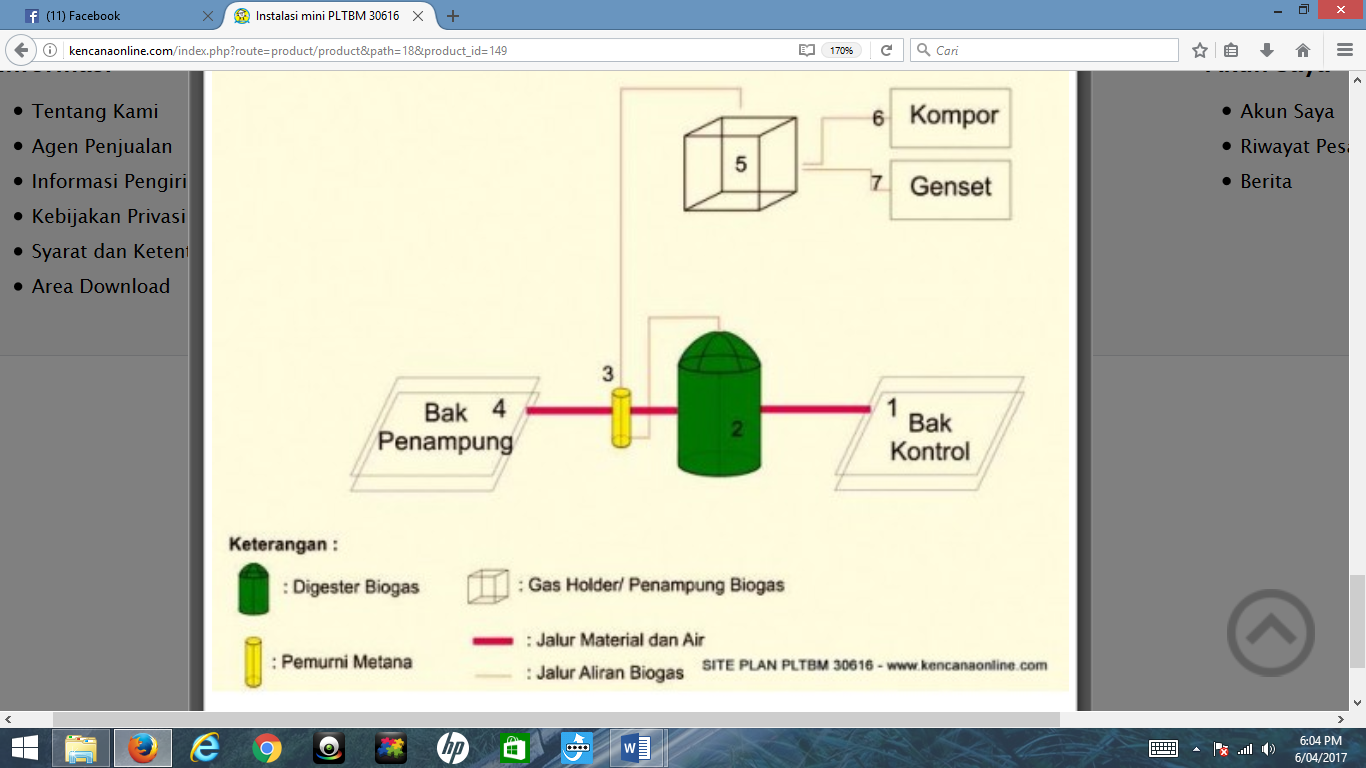 (11) Facebook
Instalasi mini PLTBM 30616
kencanaonline.com/index.php?route=product/product&path=18&product_id=149
170%
Cari
Tentang Kami
Agen Penjualan
Informasi Pengiri
Kebijakan Privasi
Syarat dan Ketent
Area Download
Akun Saya
Riwayat Pesa
Berita
5
6
Kompor
7
Genset
3
Bak
Penampung
4
2
1
Bak
Kontrol
Keterangan :
: Digester Biogas
: Gas Holder/ Penampung Biogas
: Pemurni Metana
: Jalur Material dan Air
: Jalur Aliran Biogas
SITE PLAN PLTBM 30616 - www.kencanaonline.com
6:04 PM
6/04/2017